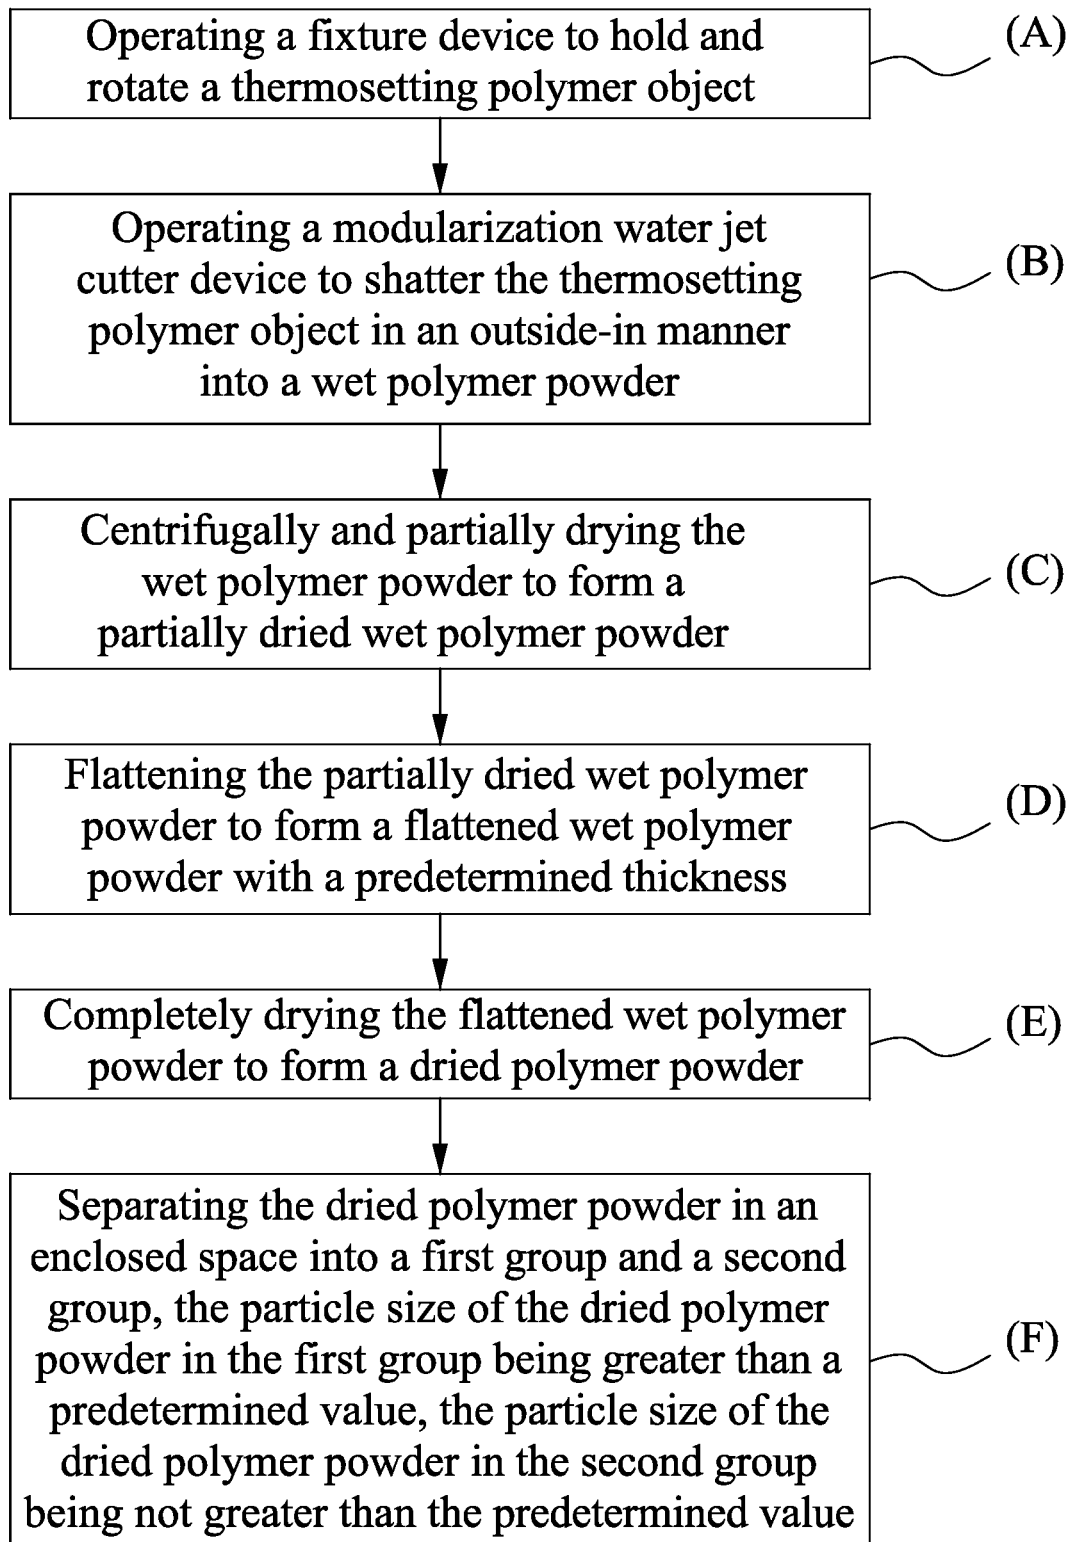 Operating a fixture device to hold and
rotate a thermosetting polymer object
(A)
Operating a modularization water jet
cutter device to shatter the thermosetting
polymer object in an outside-in manner
into a wet polymer powder
(B)
Centrifugally and partially drying the
wet polymer powder to form a
partially dried wet polymer powder
(C)
Flattening the partially dried wet polymer
powder to form a flattened wet polymer
powder with a predetermined thickness
(D)
Completely drying the flattened wet polymer
powder to form a dried polymer powder
(E)
Separating the dried polymer powder in an
enclosed space into a first group and a second
group, the particle size of the dried polymer
powder in the first group being greater than a
predetermined value, the particle size of the
dried polymer powder in the second group
being not greater than the predetermined value
(F)